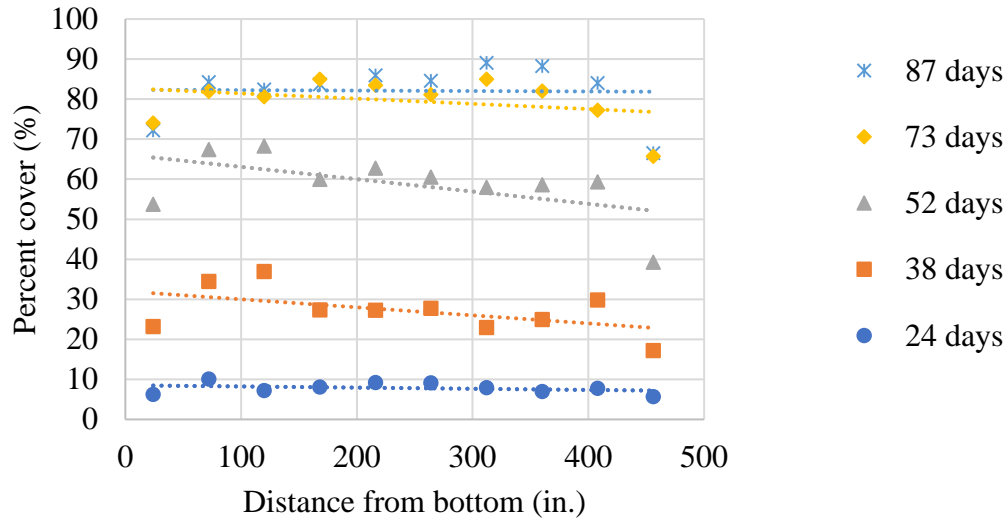 100
90
80
70
60
50
40
30
20
10
0
Percent cover (%)
0 100 200 300 400 500
Distance from bottom (in.)
87 days
73 days
52 days
38 days
24 days